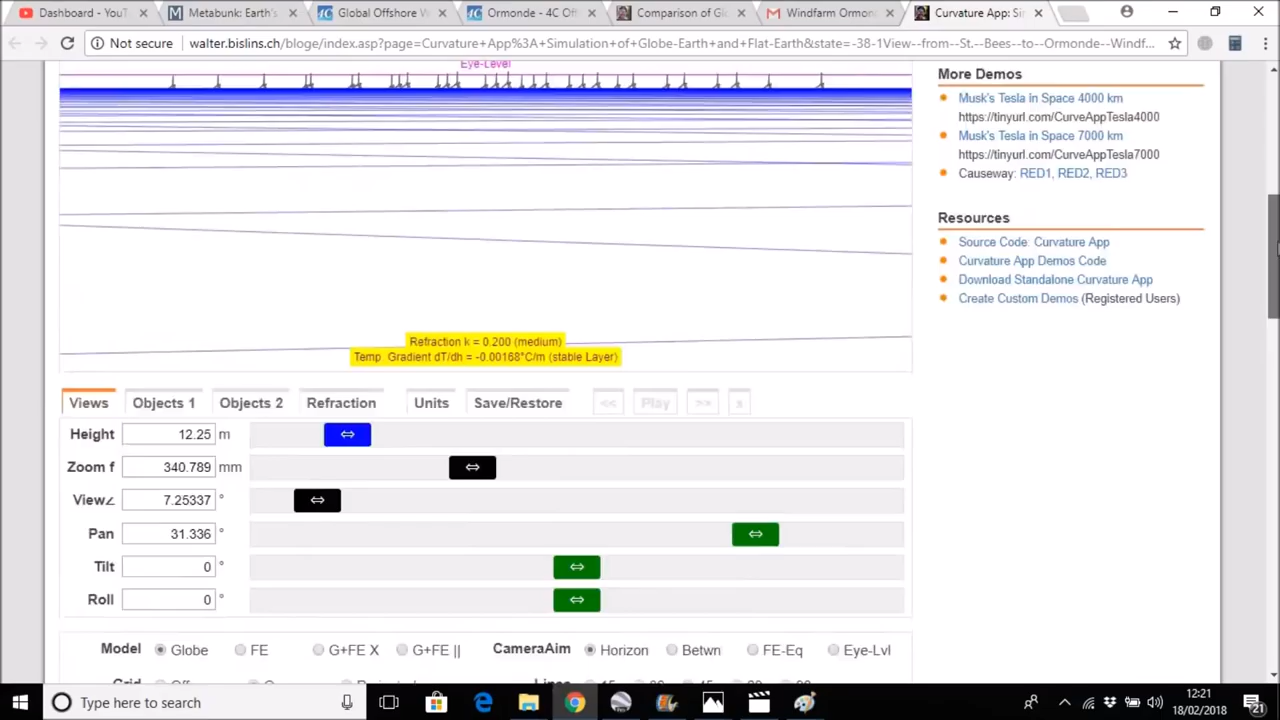 Dashboard - YouT
Metabunk: Earth's
Global Offshore W
Ormonde - 4C Off
Comparison of Glo
Windfarm Ormon
Curvature App: Si
Not secure
walter.bislins.ch/bloge/index.asp?page=Curvature+App%3A+Simulation+of+Globe-Earth+and+Flat-Earth&state=-38-1View--from--St.--Bees--to--Ormonde--Windf...
Eye-Level
More Demos
Musk's Tesla in Space 4000 km
https://tinyurl.com/CurveAppTesla4000
Musk's Tesla in Space 7000 km
https://tinyurl.com/CurveAppTesla7000
Causeway: RED1, RED2, RED3
Resources
Source Code: Curvature App
Curvature App Demos Code
Download Standalone Curvature App
Create Custom Demos (Registered Users)
Refraction k = 0.200 (medium)
Temp Gradient dT/dh = -0.00168°C/m (stable Layer)
Views Objects 1 Objects 2 Refraction Units Save/Restore << Play >> s
Height 12.25 m
Zoom f 340.789 mm
View∠ 7.25337 °
Pan 31.336 °
Tilt 0 °
Roll 0 °
Model Globe FE G+FE X G+FE || CameraAim Horizon Betwn FE-Eq Eye-Lvl
Type here to search
12:21
18/02/2018
21